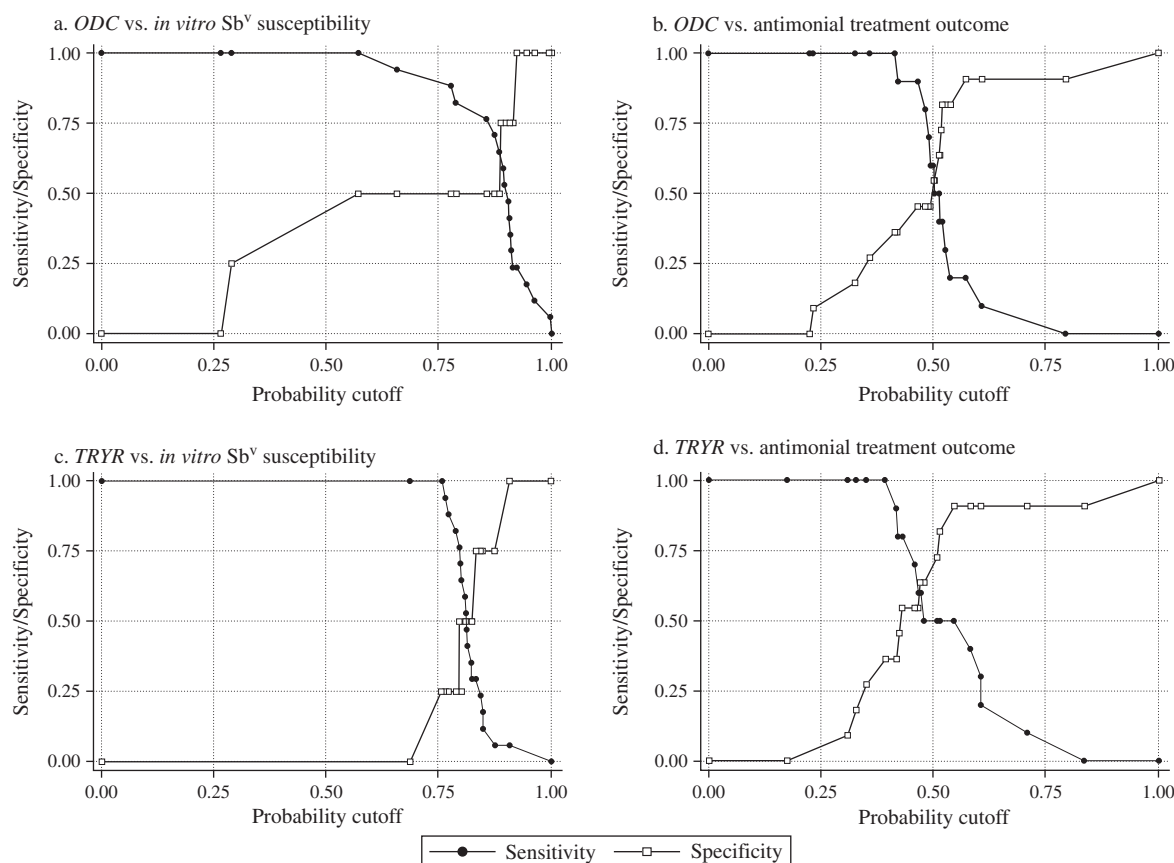 a. ODC vs. in vitro Sbᵛ susceptibility
1.00
0.75
0.50
0.25
0.00
Sensitivity/Specificity
0.00 0.25 0.50 0.75 1.00
Probability cutoff
b. ODC vs. antimonial treatment outcome
1.00
0.75
0.50
0.25
0.00
Sensitivity/Specificity
0.00 0.25 0.50 0.75 1.00
Probability cutoff
c. TRYR vs. in vitro Sbᵛ susceptibility
1.00
0.75
0.50
0.25
0.00
Sensitivity/Specificity
0.00 0.25 0.50 0.75 1.00
Probability cutoff
d. TRYR vs. antimonial treatment outcome
1.00
0.75
0.50
0.25
0.00
Sensitivity/Specificity
0.00 0.25 0.50 0.75 1.00
Probability cutoff
Sensitivity Specificity